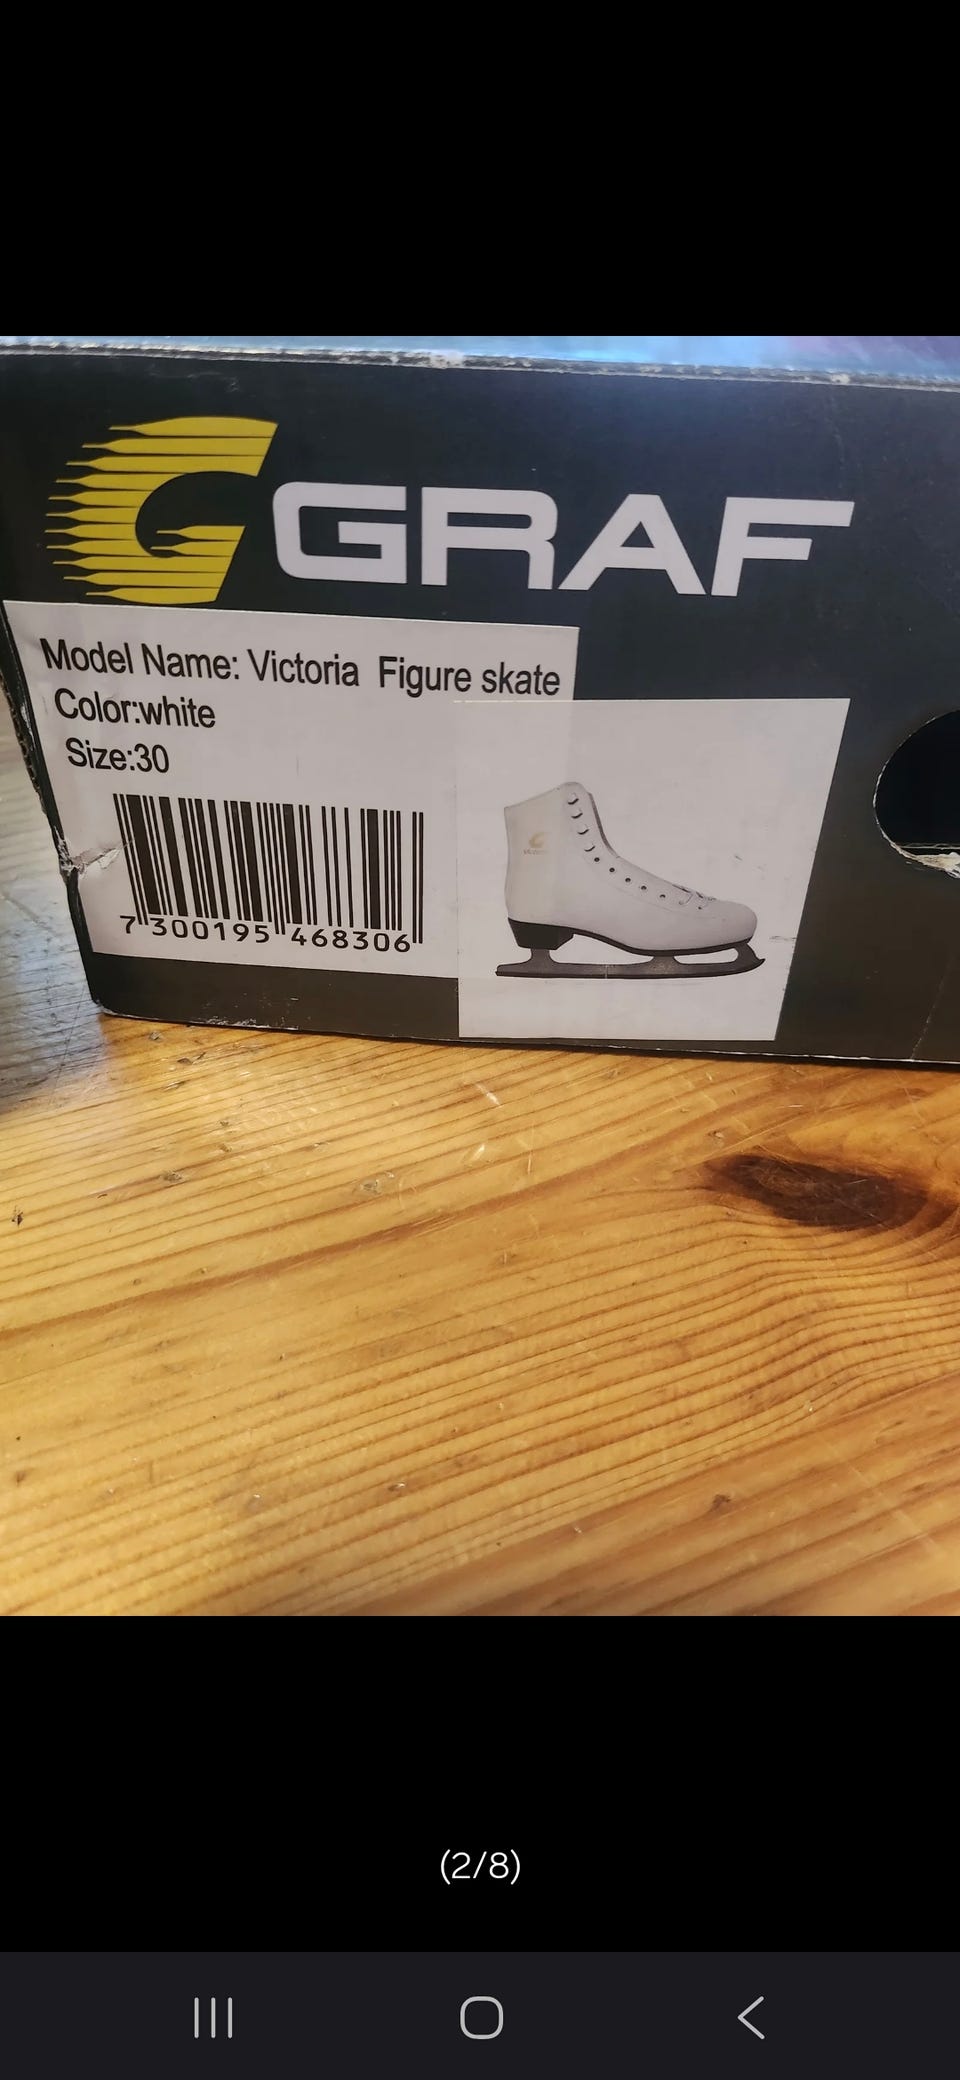 GRAF
Model Name: Victoria Figure skate
Color:white
Size:30
7 300195 468306
(2/8)